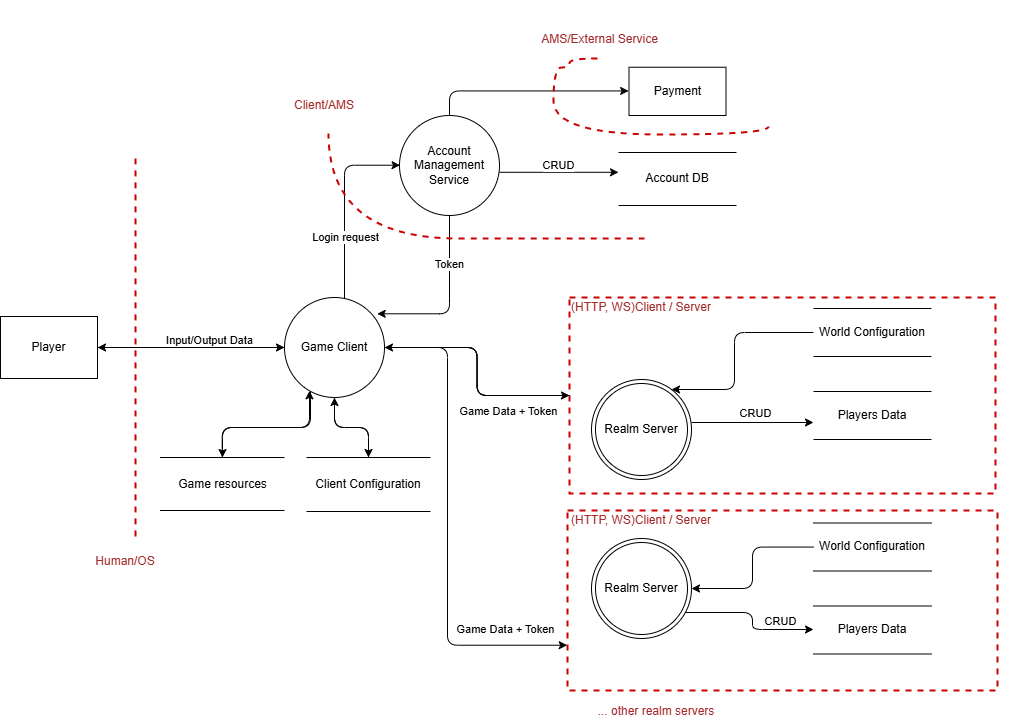 AMS/External Service
Payment
Client/AMS
Account
Management
Service
CRUD
Account DB
Login request
Token
(HTTP, WS)Client / Server
World Configuration
Player
Input/Output Data
Game Client
Game Data + Token
Realm Server
CRUD
Players Data
Game resources
Client Configuration
(HTTP, WS)Client / Server
World Configuration
Human/OS
Realm Server
Game Data + Token
CRUD
Players Data
... other realm servers